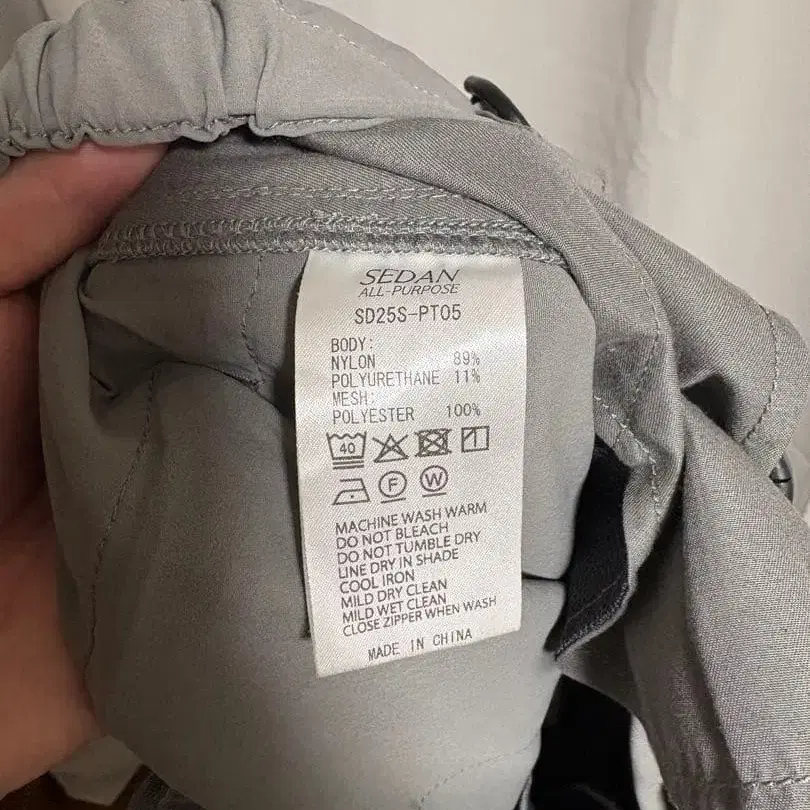 SEDAN
ALL-PURPOSE
SD25S-PT05
BODY:
NYLON 89%
POLYURETHANE 11%
MESH:
POLYESTER 100%
40
F W
MACHINE WASH WARM
DO NOT BLEACH
DO NOT TUMBLE DRY
LINE DRY IN SHADE
COOL IRON
MILD DRY CLEAN
MILD WET CLEAN
CLOSE ZIPPER WHEN WASH
MADE IN CHINA